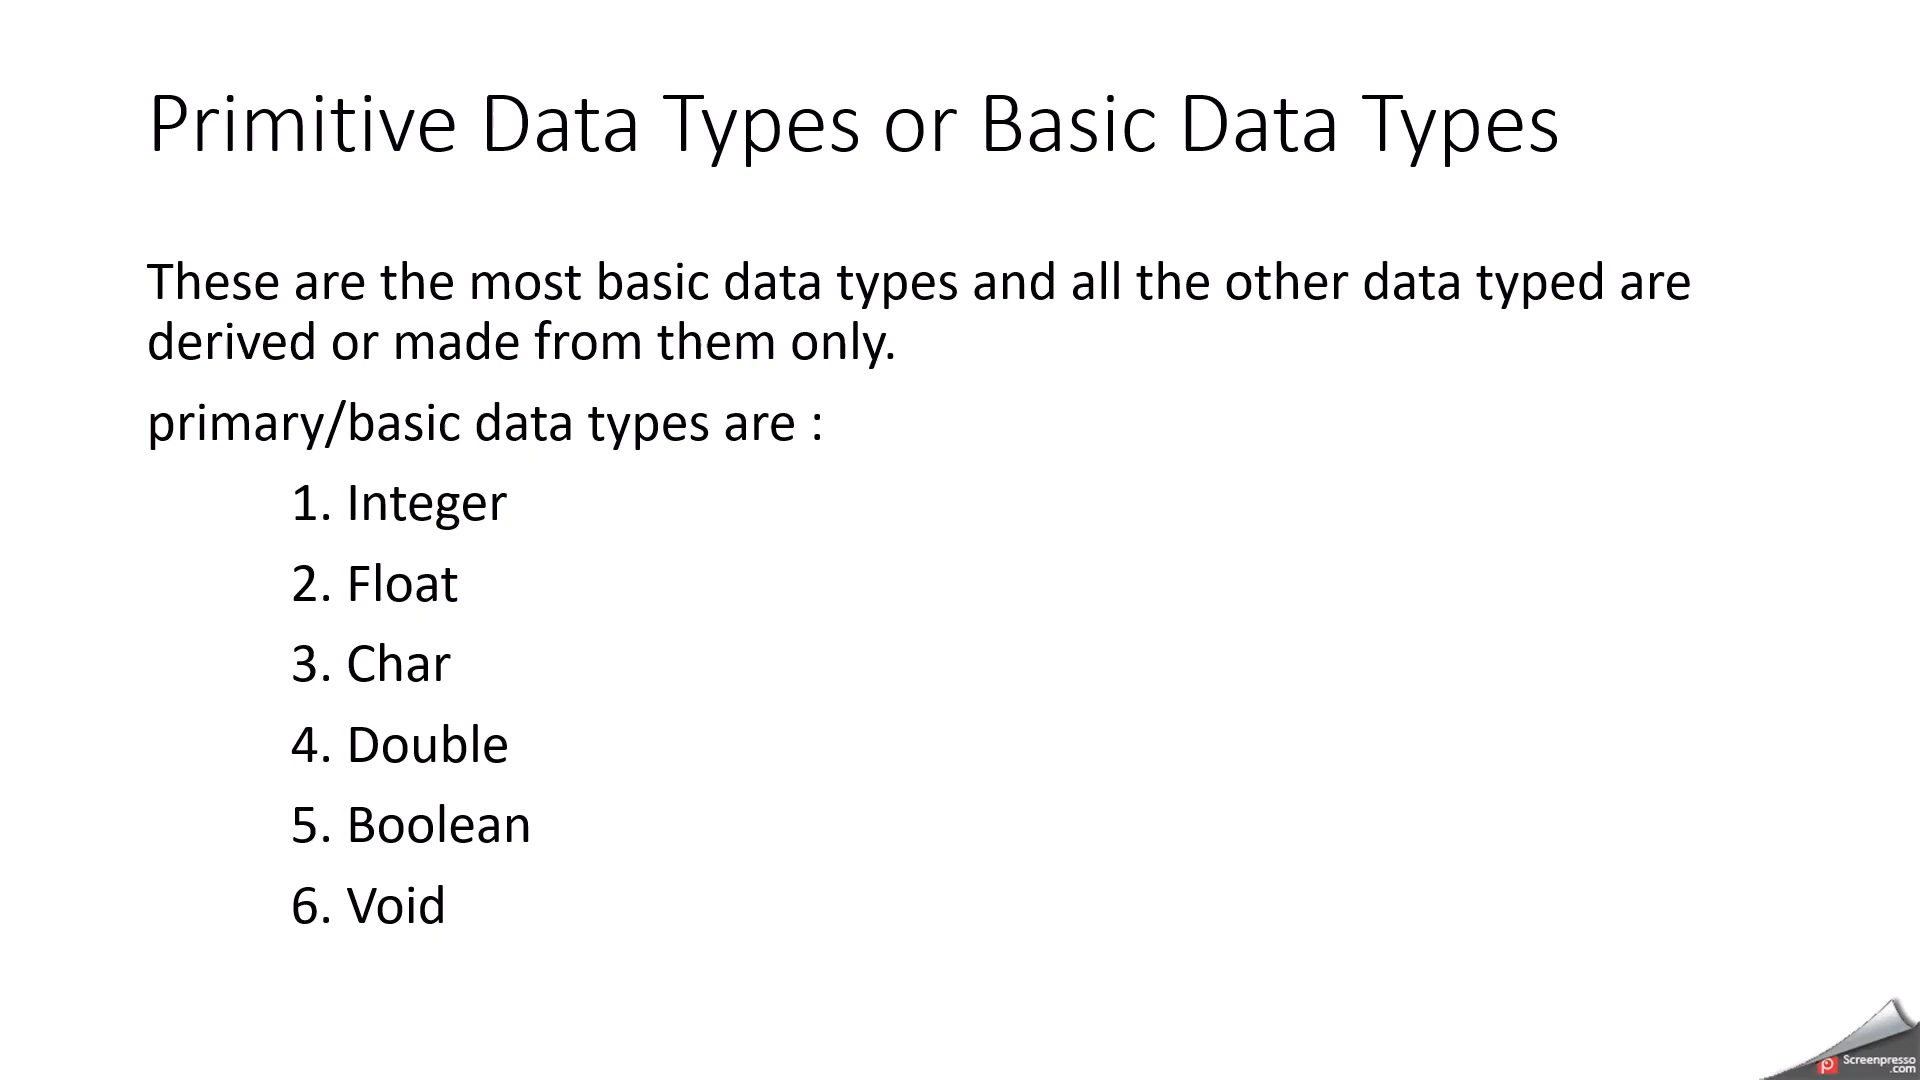 Primitive Data Types or Basic Data Types
These are the most basic data types and all the other data typed are
derived or made from them only.
primary/basic data types are :
1. Integer
2. Float
3. Char
4. Double
5. Boolean
6. Void
Screenpresso
.com